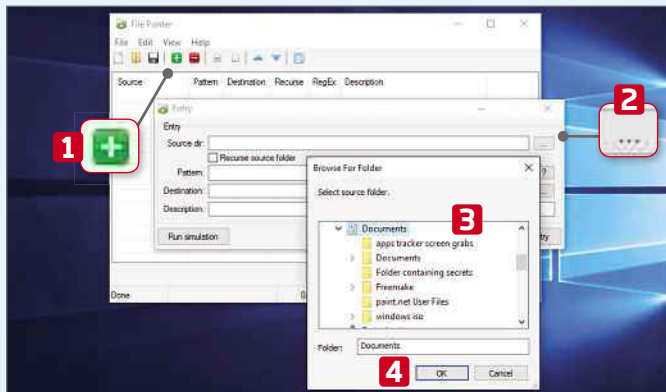 File Punter
File Edit View Help
Source Pattern Destination Recurse RegEx Description
Entry
Entry
Source dir:
...
Recurse source folder
Pattern:
?
Destination:
...
Description:
Run simulation
try
Browse For Folder
Select source folder.
Documents
apps tracker screen grabs
Documents
Folder containing secrets
Freemake
paint.net User Files
windows iso
Folder: Documents
OK Cancel
Done
1
2
...
3
4